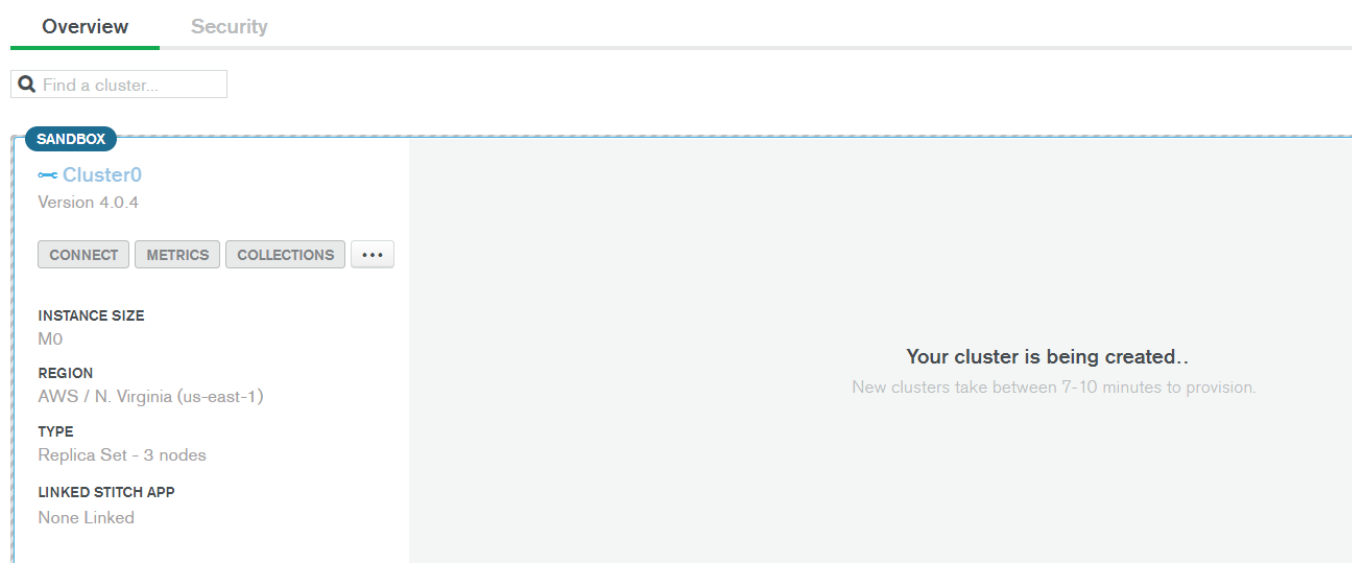 Overview Security
Find a cluster...
SANDBOX
Cluster0
Version 4.0.4
CONNECT METRICS COLLECTIONS ...
INSTANCE SIZE
M0
REGION
AWS / N. Virginia (us-east-1)
TYPE
Replica Set - 3 nodes
LINKED STITCH APP
None Linked
Your cluster is being created..
New clusters take between 7-10 minutes to provision.